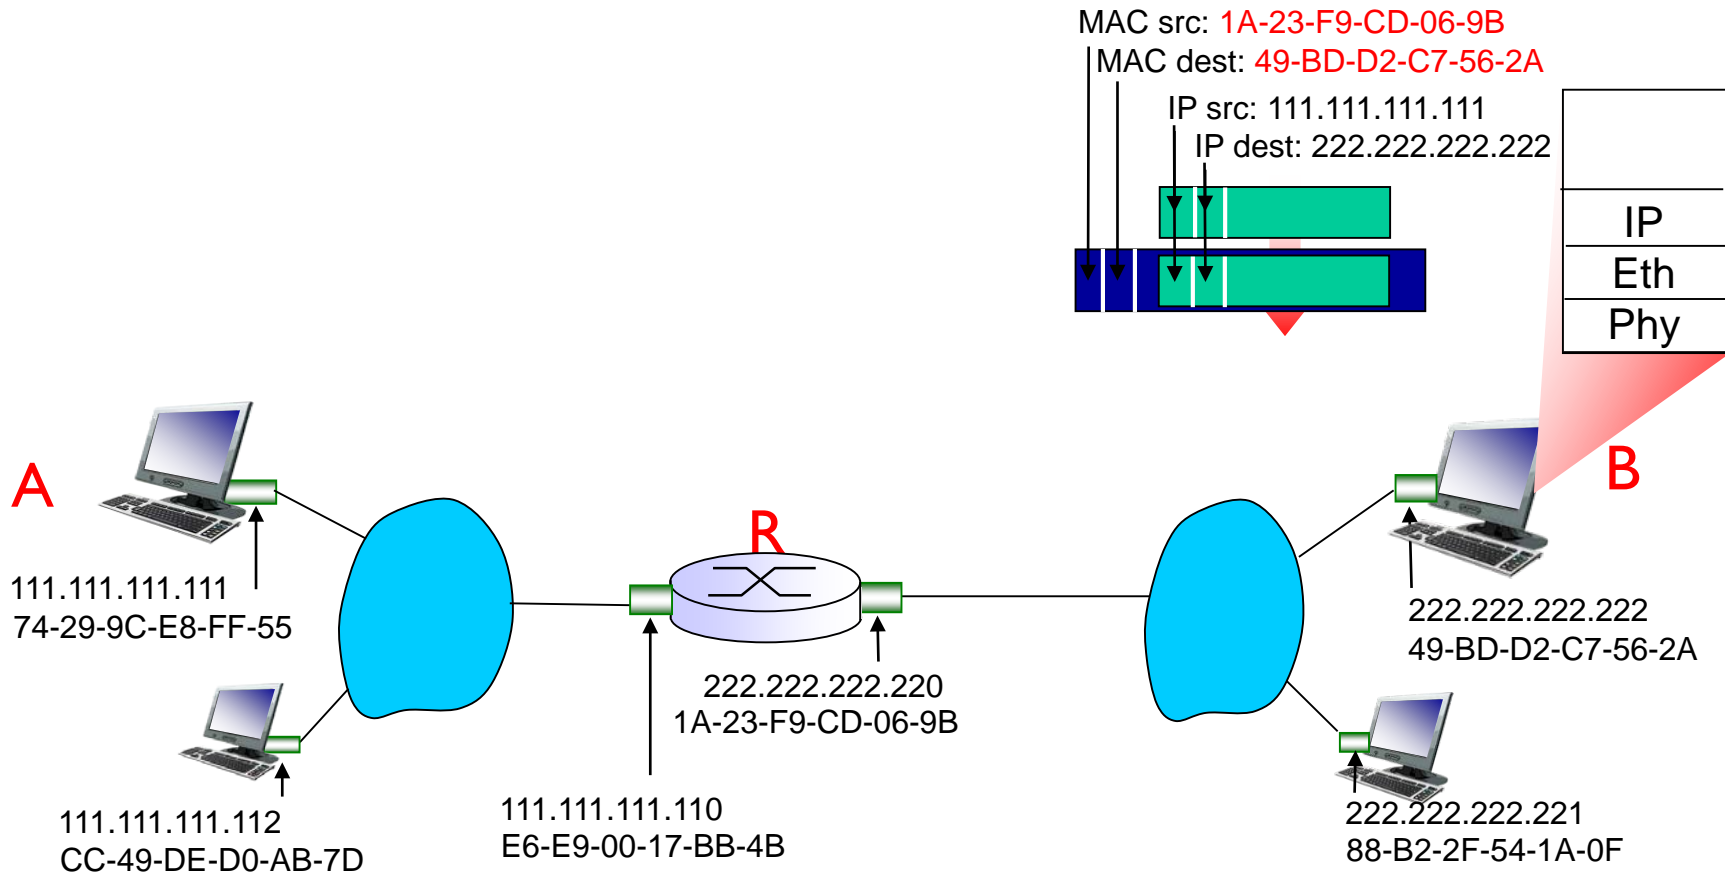 MAC src: 1A-23-F9-CD-06-9B
MAC dest: 49-BD-D2-C7-56-2A
IP src: 111.111.111.111
IP dest: 222.222.222.222
IP
Eth
Phy
A
R
B
111.111.111.111
74-29-9C-E8-FF-55
222.222.222.222
49-BD-D2-C7-56-2A
222.222.222.220
1A-23-F9-CD-06-9B
111.111.111.112
CC-49-DE-D0-AB-7D
111.111.111.110
E6-E9-00-17-BB-4B
222.222.222.221
88-B2-2F-54-1A-0F